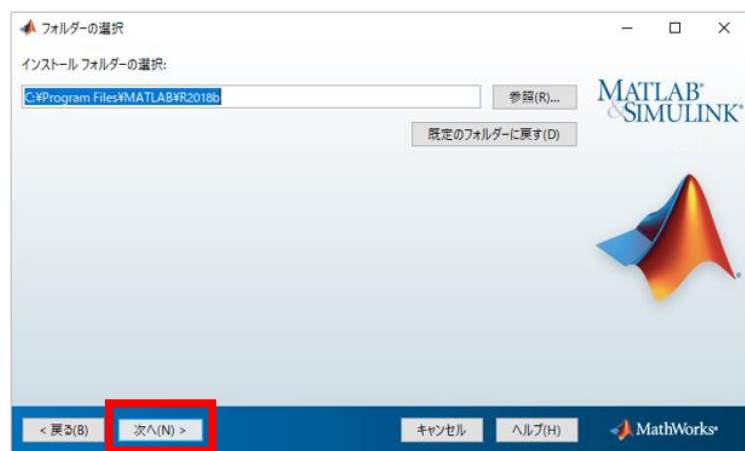 フォルダーの選択
インストール フォルダーの選択:
C:¥Program Files¥MATLAB¥R2018b
参照(R)...
既定のフォルダーに戻す(D)
MATLAB®
&SIMULINK®
< 戻る(B)
次へ(N) >
キャンセル
ヘルプ(H)
MathWorks®